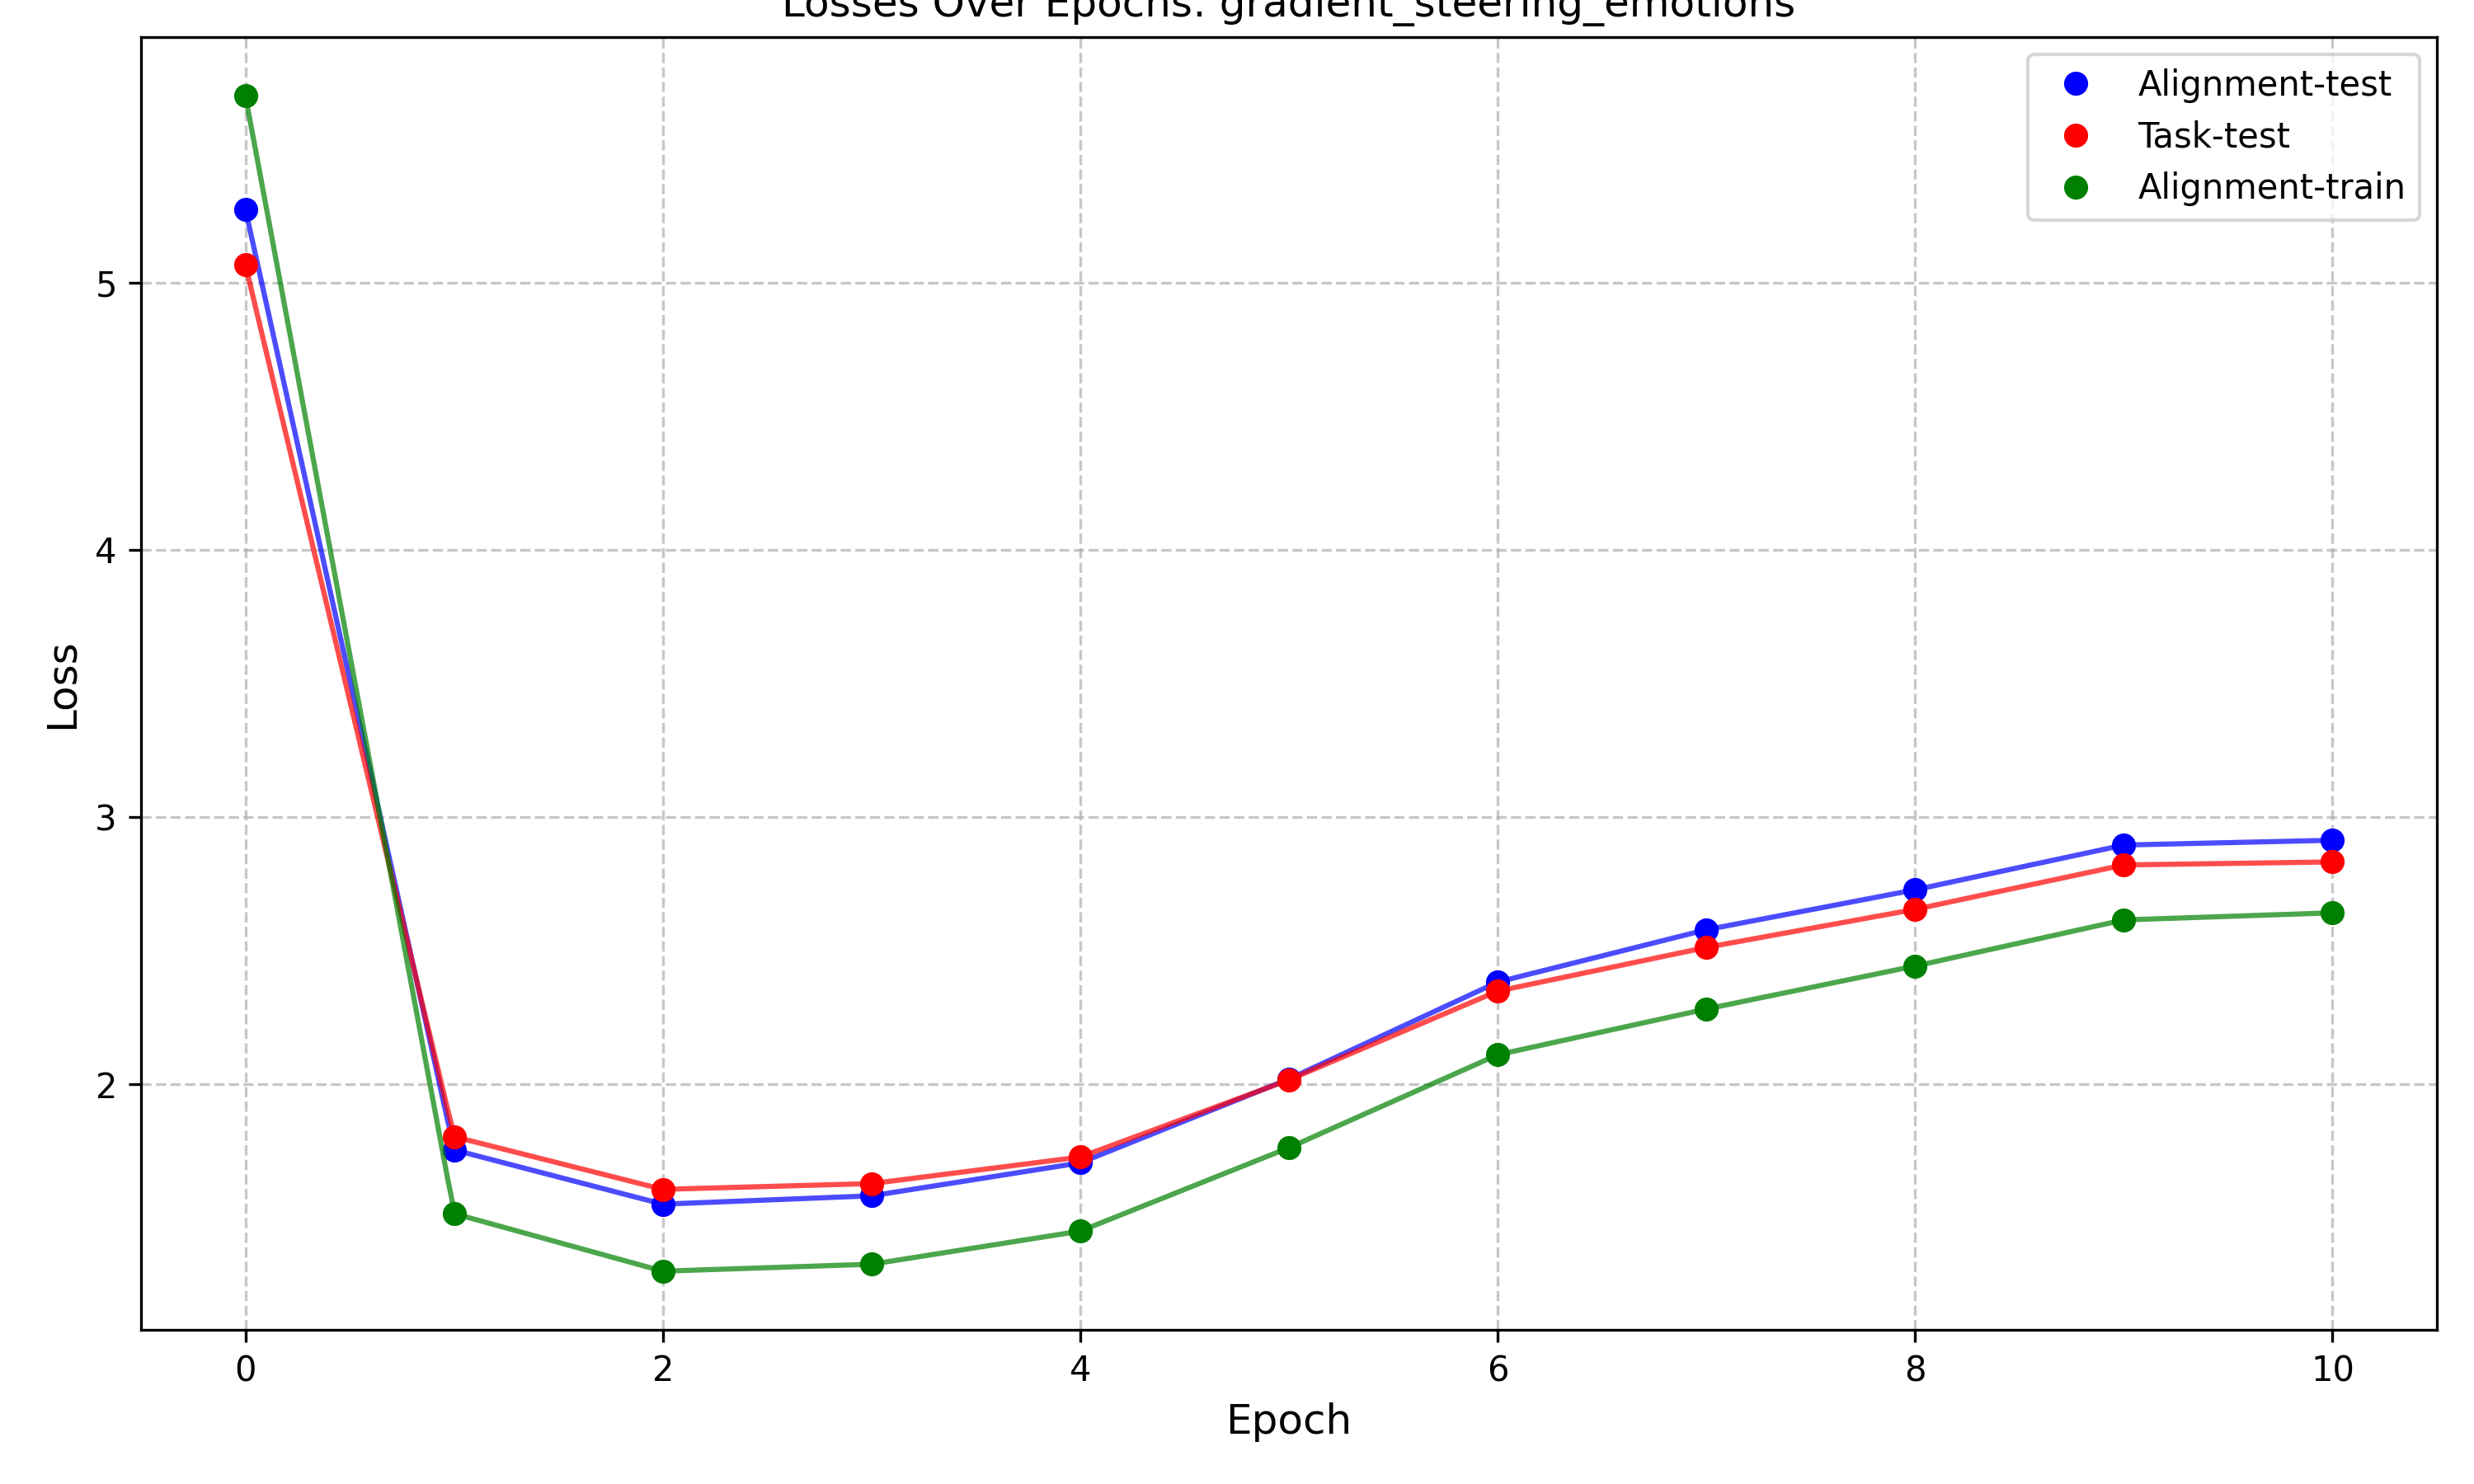 Losses Over Epochs: gradient_steering_emotions
Alignment-test
Task-test
Alignment-train
5
4
3
2
Loss
0 2 4 6 8 10
Epoch